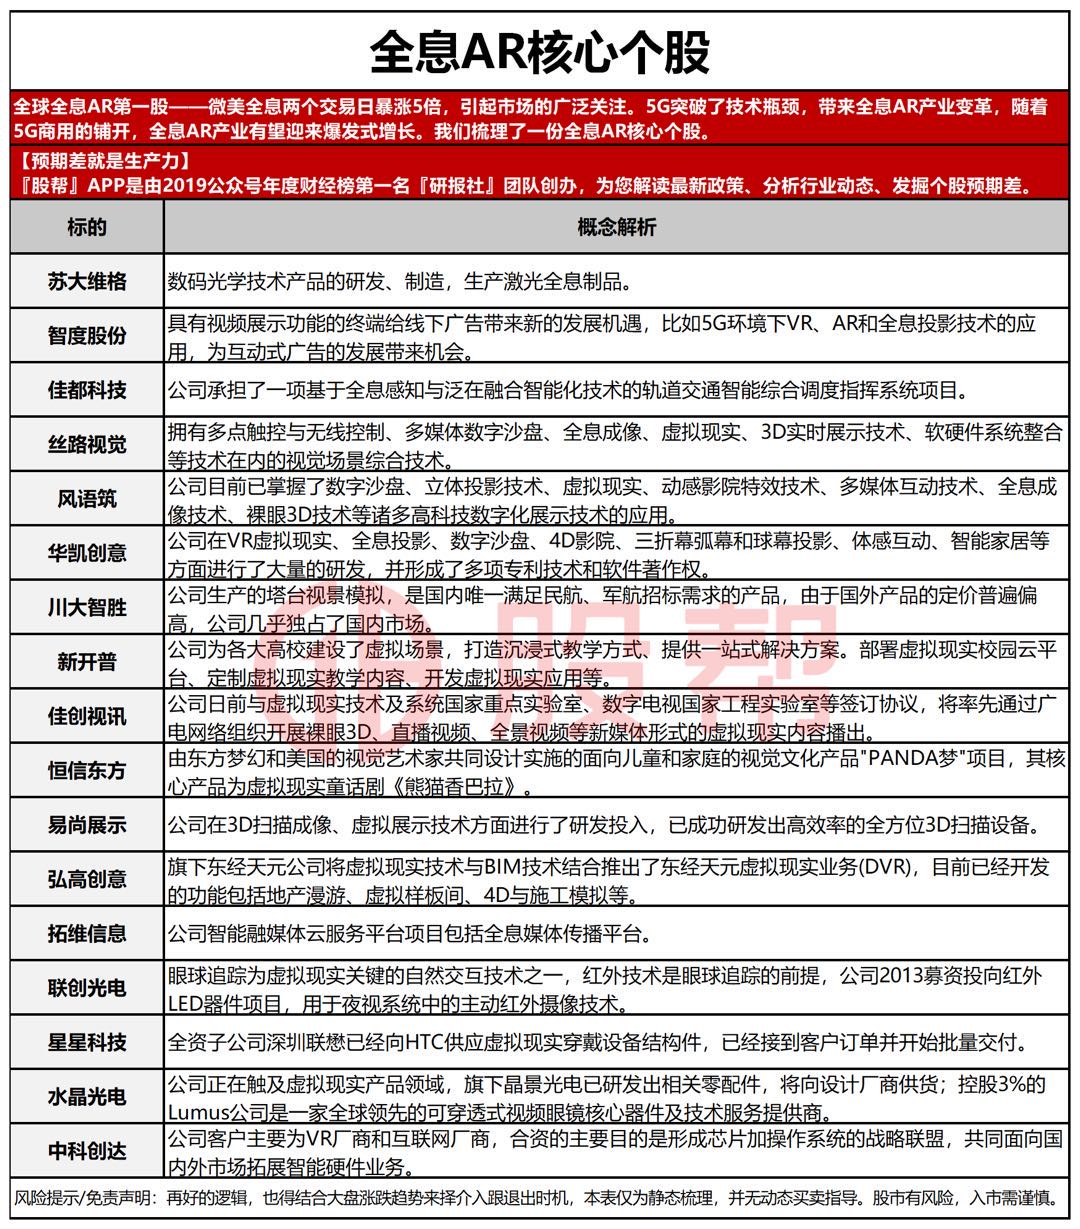 全息AR核心个股
全球全息AR第一股——微美全息两个交易日暴涨5倍，引起市场的广泛关注。5G突破了技术瓶颈，带来全息AR产业变革，随着
5G商用的铺开，全息AR产业有望迎来爆发式增长。我们梳理了一份全息AR核心个股。
【预期差就是生产力】
『股帮』APP是由2019公众号年度财经榜第一名『研报社』团队创办，为您解读最新政策、分析行业动态、发掘个股预期差。
标的 概念解析
苏大维格 数码光学技术产品的研发、制造，生产激光全息制品。
智度股份 具有视频展示功能的终端给线下广告带来新的发展机遇，比如5G环境下VR、AR和全息投影技术的应
用，为互动式广告的发展带来机会。
佳都科技 公司承担了一项基于全息感知与泛在融合智能化技术的轨道交通智能综合调度指挥系统项目。
丝路视觉 拥有多点触控与无线控制、多媒体数字沙盘、全息成像、虚拟现实、3D实时展示技术、软硬件系统整合
等技术在内的视觉场景综合技术。
风语筑 公司目前已掌握了数字沙盘、立体投影技术、虚拟现实、动感影院特效技术、多媒体互动技术、全息成
像技术、裸眼3D技术等诸多高科技数字化展示技术的应用。
华凯创意 公司在VR虚拟现实、全息投影、数字沙盘、4D影院、三折幕弧幕和球幕投影、体感互动、智能家居等
方面进行了大量的研发，并形成了多项专利技术和软件著作权。
川大智胜 公司生产的塔台视景模拟，是国内唯一满足民航、军航招标需求的产品，由于国外产品的定价普遍偏
高，公司几乎独占了国内市场。
新开普 公司为各大高校建设了虚拟场景，打造沉浸式教学方式、提供一站式解决方案。部署虚拟现实校园云平
台、定制虚拟现实教学内容、开发虚拟现实应用等。
佳创视讯 公司日前与虚拟现实技术及系统国家重点实验室、数字电视国家工程实验室等签订协议，将率先通过广
电网络组织开展裸眼3D、直播视频、全景视频等新媒体形式的虚拟现实内容播出。
恒信东方 由东方梦幻和美国的视觉艺术家共同设计实施的面向儿童和家庭的视觉文化产品"PANDA梦"项目，其核
心产品为虚拟现实童话剧《熊猫香巴拉》。
易尚展示 公司在3D扫描成像、虚拟展示技术方面进行了研发投入，已成功研发出高效率的全方位3D扫描设备。
弘高创意 旗下东经天元公司将虚拟现实技术与BIM技术结合推出了东经天元虚拟现实业务(DVR)，目前已经开发
的功能包括地产漫游、虚拟样板间、4D与施工模拟等。
拓维信息 公司智能融媒体云服务平台项目包括全息媒体传播平台。
联创光电 眼球追踪为虚拟现实关键的自然交互技术之一，红外技术是眼球追踪的前提，公司2013募资投向红外
LED器件项目，用于夜视系统中的主动红外摄像技术。
星星科技 全资子公司深圳联懋已经向HTC供应虚拟现实穿戴设备结构件，已经接到客户订单并开始批量交付。
水晶光电 公司正在触及虚拟现实产品领域，旗下晶景光电已研发出相关零配件，将向设计厂商供货；控股3%的
Lumus公司是一家全球领先的可穿透式视频眼镜核心器件及技术服务提供商。
中科创达 公司客户主要为VR厂商和互联网厂商，合资的主要目的是形成芯片加操作系统的战略联盟，共同面向国
内外市场拓展智能硬件业务。
风险提示/免责声明：再好的逻辑，也得结合大盘涨跌趋势来择介入跟退出时机，本表仅为静态梳理，并无动态买卖指导。股市有风险，入市需谨慎。
股帮